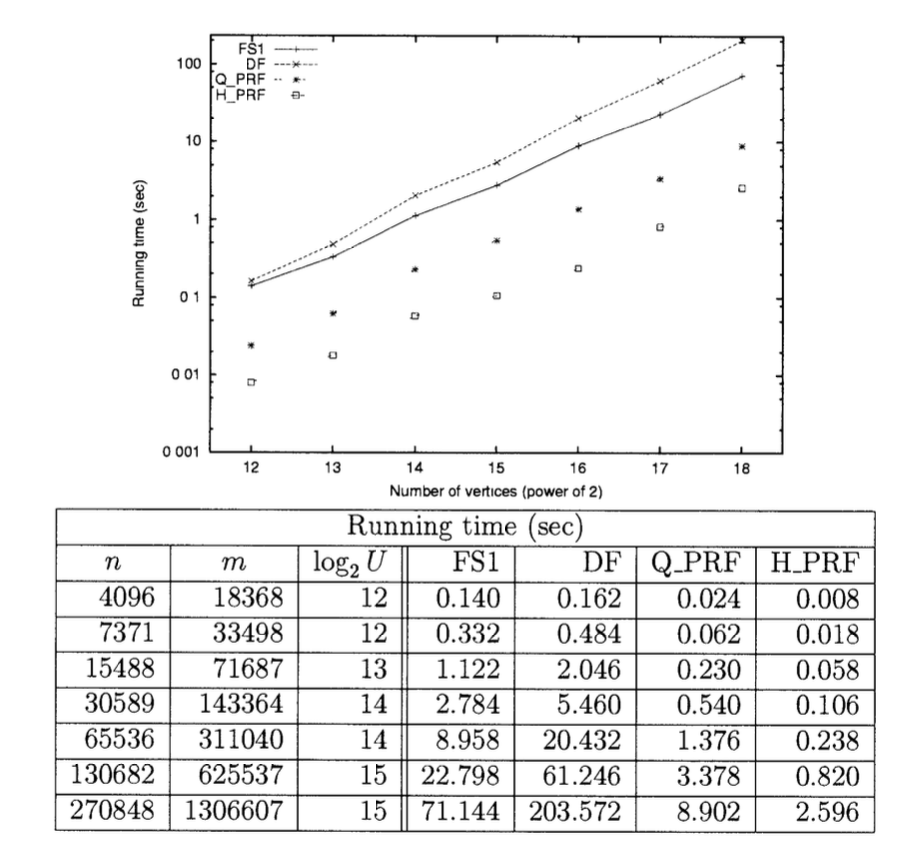 FS1
DF
Q_PRF
H_PRF
100
10
1
0 1
0 01
0 001
Running time (sec)
12 13 14 15 16 17 18
Number of vertices (power of 2)
Running time (sec)
n m log₂ U FS1 DF Q_PRF H_PRF
4096 18368 12 0.140 0.162 0.024 0.008
7371 33498 12 0.332 0.484 0.062 0.018
15488 71687 13 1.122 2.046 0.230 0.058
30589 143364 14 2.784 5.460 0.540 0.106
65536 311040 14 8.958 20.432 1.376 0.238
130682 625537 15 22.798 61.246 3.378 0.820
270848 1306607 15 71.144 203.572 8.902 2.596